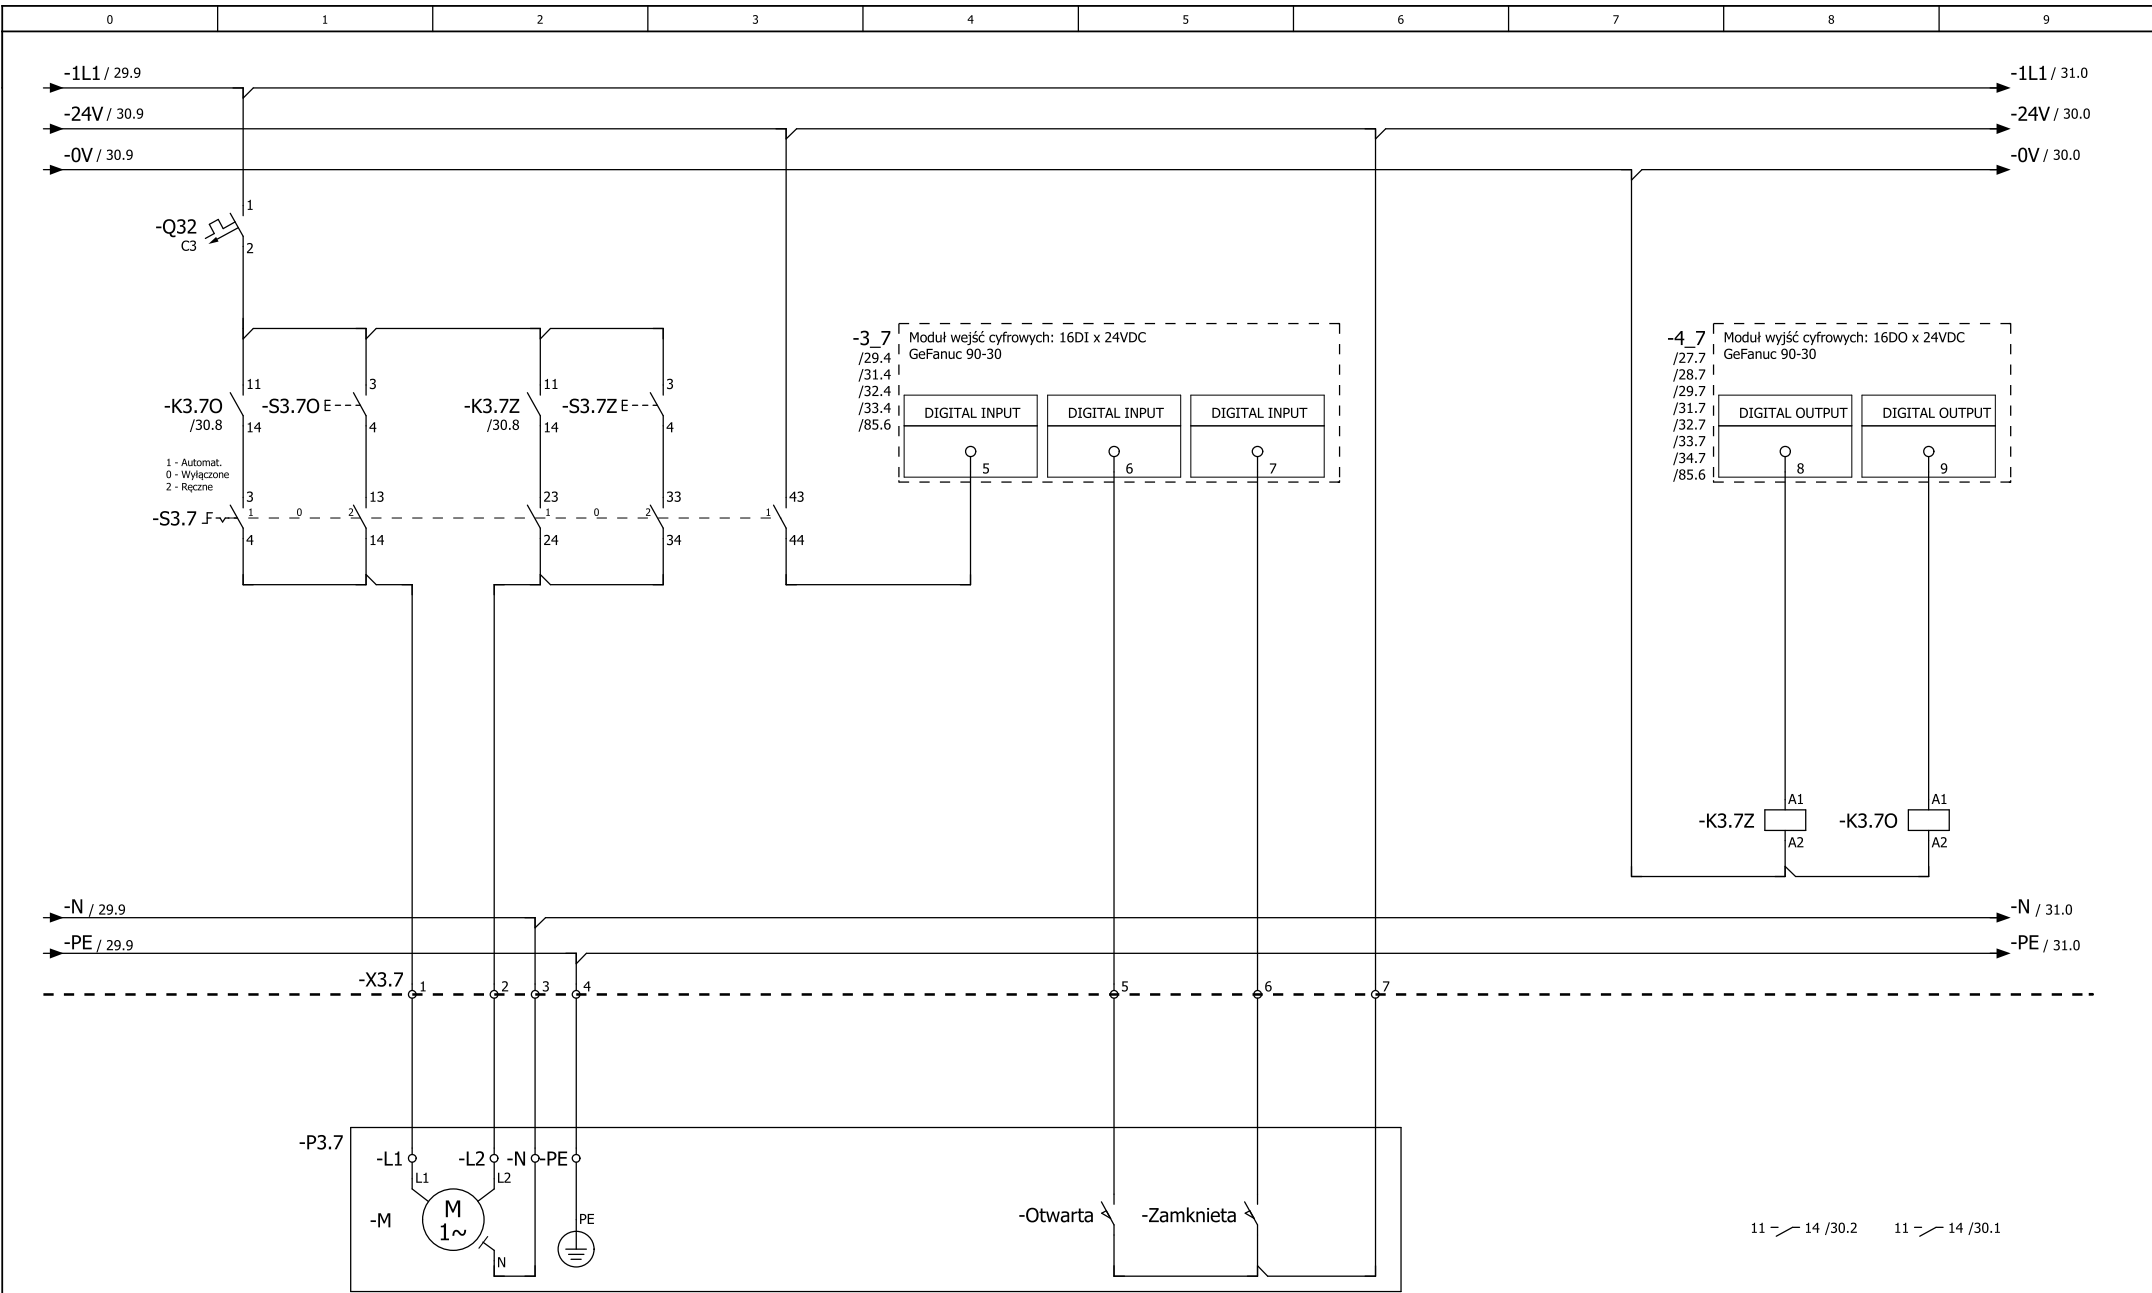 0 1 2 3 4 5 6 7 8 9
-1L1 / 29.9
-1L1 / 31.0
-24V / 30.9
-24V / 30.0
-0V / 30.9
-0V / 30.0
1
-Q32
C3
2
-3_7
/29.4
/31.4
/32.4
/33.4
/85.6
Moduł wejść cyfrowych: 16DI x 24VDC
GeFanuc 90-30
DIGITAL INPUT
DIGITAL INPUT
DIGITAL INPUT
5
6
7
-4_7
/27.7
/28.7
/29.7
/31.7
/32.7
/33.7
/34.7
/85.6
Moduł wyjść cyfrowych: 16DO x 24VDC
GeFanuc 90-30
DIGITAL OUTPUT
DIGITAL OUTPUT
8
9
11
-K3.7O
/30.8
14
3
-S3.7O E
4
11
-K3.7Z
/30.8
14
3
-S3.7Z E
4
1 - Automat.
0 - Wyłączone
2 - Ręczne
3 13 23 33 43
-S3.7 1 0 2 1 0 2 1
4 14 24 34 44
A1
-K3.7Z
A2
A1
-K3.7O
A2
-N / 29.9
-N / 31.0
-PE / 29.9
-PE / 31.0
-X3.7 1 2 3 4 5 6 7
-P3.7
-L1 -L2 -N -PE
L1 L2
-M
M
1~
N
PE
-Otwarta
-Zamknieta
11 14 /30.2
11 14 /30.1